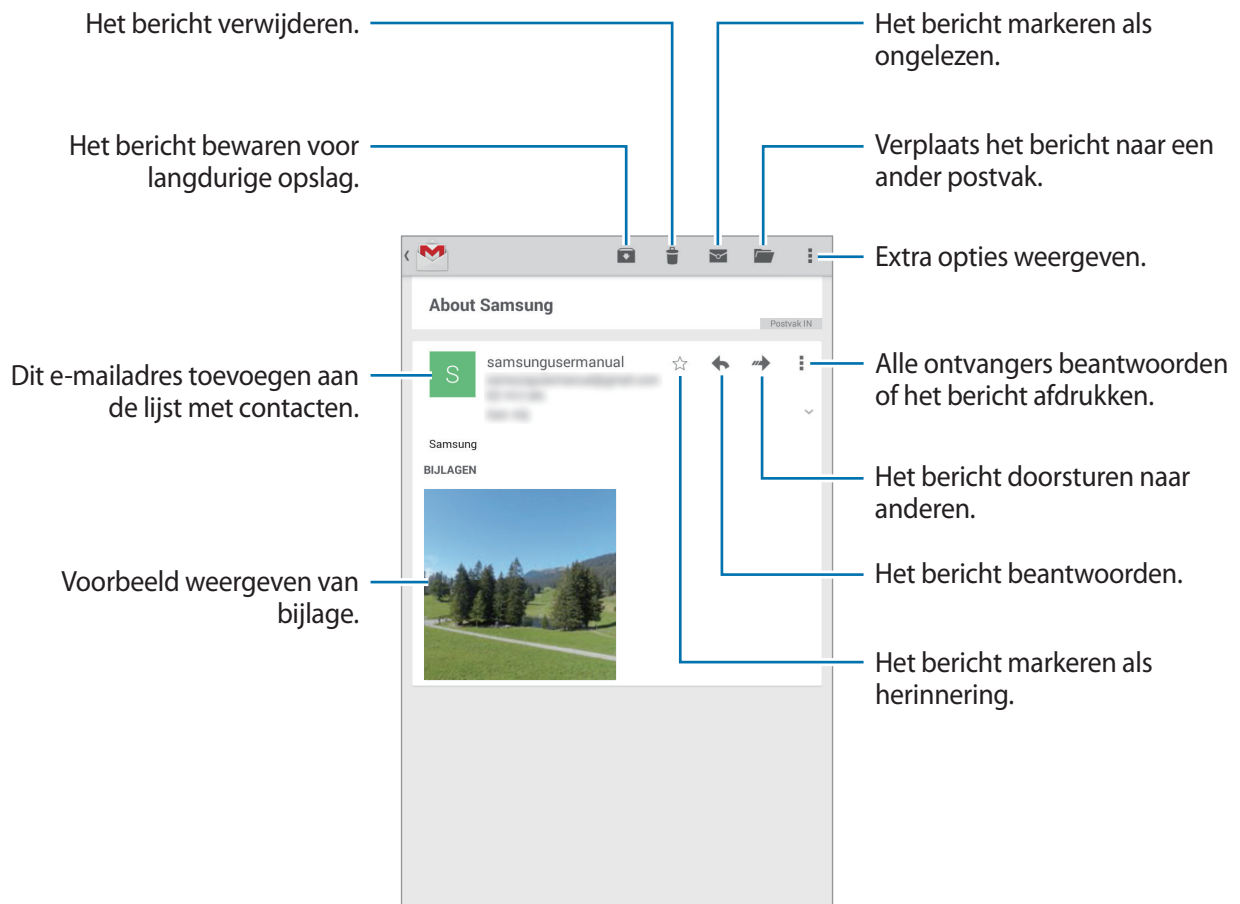 Het bericht verwijderen.
Het bericht markeren als
ongelezen.
Het bericht bewaren voor
langdurige opslag.
Verplaats het bericht naar een
ander postvak.
Extra opties weergeven.
About Samsung
Postvak IN
S
samsungusermanual
Dit e-mailadres toevoegen aan
de lijst met contacten.
Alle ontvangers beantwoorden
of het bericht afdrukken.
Samsung
BIJLAGEN
Het bericht doorsturen naar
anderen.
Voorbeeld weergeven van
bijlage.
Het bericht beantwoorden.
Het bericht markeren als
herinnering.